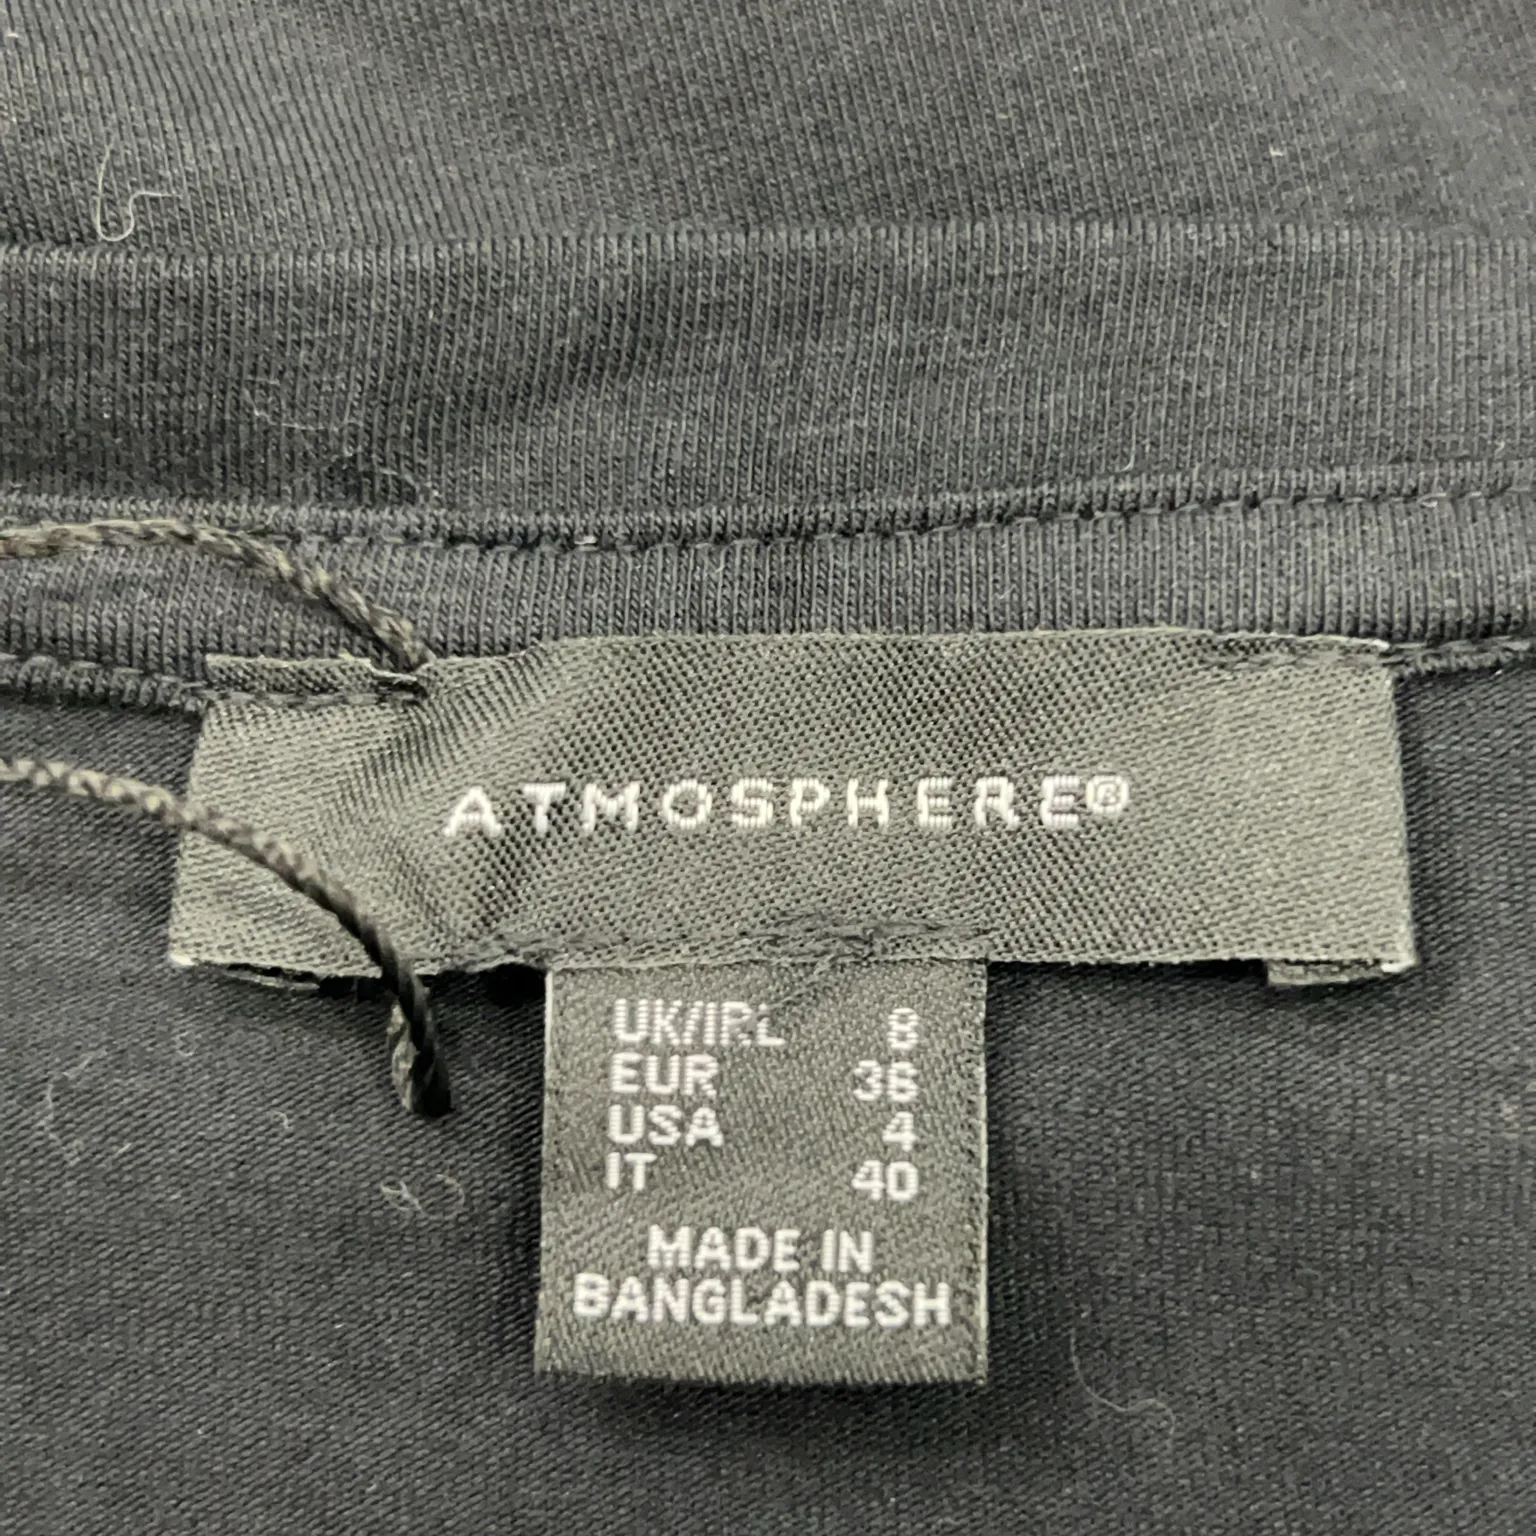 ATMOSPHERE®
UK/IRL 8
EUR 36
USA 4
IT 40
MADE IN
BANGLADESH